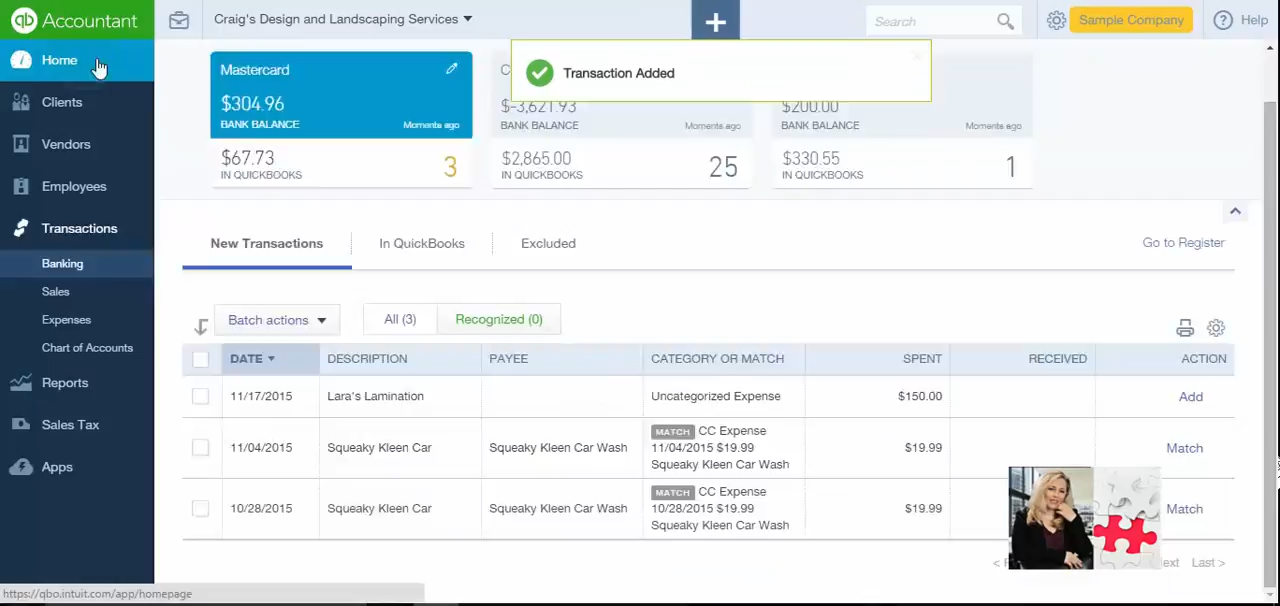 qb Accountant
Craig's Design and Landscaping Services
+
Search
Sample Company
? Help
Home
Clients
Vendors
Employees
Transactions
Banking
Sales
Expenses
Chart of Accounts
Reports
Sales Tax
Apps
Transaction Added
Mastercard
$304.96
BANK BALANCE
Moments ago
$67.73
IN QUICKBOOKS
3
C
$-3,621.93
BANK BALANCE
Moments ago
$2,865.00
IN QUICKBOOKS
25
$200.00
BANK BALANCE
Moments ago
$330.55
IN QUICKBOOKS
1
New Transactions
In QuickBooks
Excluded
Go to Register
Batch actions
All (3)
Recognized (0)
DATE DESCRIPTION PAYEE CATEGORY OR MATCH SPENT RECEIVED ACTION
11/17/2015 Lara's Lamination Uncategorized Expense $150.00 Add
11/04/2015 Squeaky Kleen Car Squeaky Kleen Car Wash MATCH CC Expense 11/04/2015 $19.99 Squeaky Kleen Car Wash $19.99 Match
10/28/2015 Squeaky Kleen Car Squeaky Kleen Car Wash MATCH CC Expense 10/28/2015 $19.99 Squeaky Kleen Car Wash $19.99 Match
Last >
https://qbo.intuit.com/app/homepage